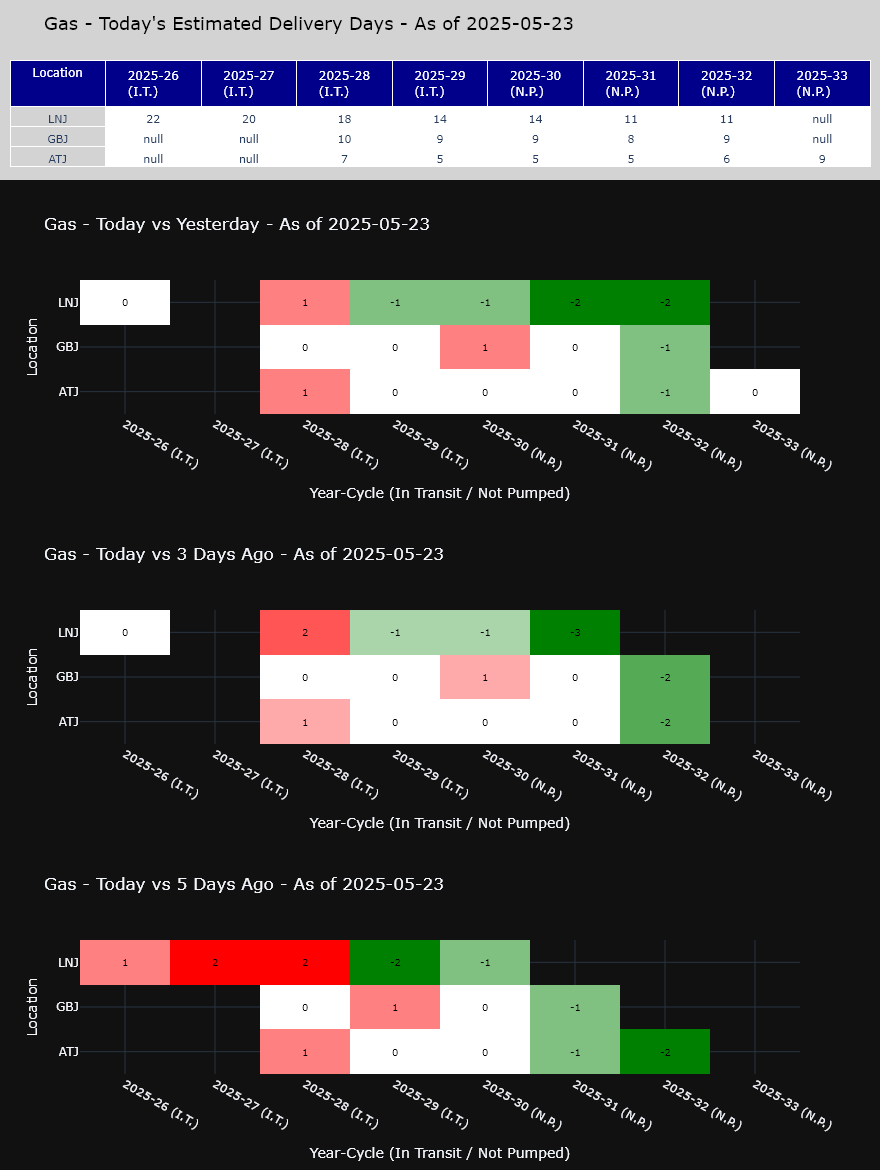 Gas - Today's Estimated Delivery Days - As of 2025-05-23
Location 2025-26 (I.T.) 2025-27 (I.T.) 2025-28 (I.T.) 2025-29 (I.T.) 2025-30 (N.P.) 2025-31 (N.P.) 2025-32 (N.P.) 2025-33 (N.P.)
LNJ 22 20 18 14 14 11 11 null
GBJ null null 10 9 9 8 9 null
ATJ null null 7 5 5 5 6 9
Gas - Today vs Yesterday - As of 2025-05-23
Location
LNJ 0 1 -1 -1 -2 -2
GBJ 0 0 1 0 -1
ATJ 1 0 0 0 -1 0
2025-26 (I.T.) 2025-27 (I.T.) 2025-28 (I.T.) 2025-29 (I.T.) 2025-30 (N.P.) 2025-31 (N.P.) 2025-32 (N.P.) 2025-33 (N.P.)
Year-Cycle (In Transit / Not Pumped)
Gas - Today vs 3 Days Ago - As of 2025-05-23
Location
LNJ 0 2 -1 -1 -3
GBJ 0 0 1 0 -2
ATJ 1 0 0 0 -2
2025-26 (I.T.) 2025-27 (I.T.) 2025-28 (I.T.) 2025-29 (I.T.) 2025-30 (N.P.) 2025-31 (N.P.) 2025-32 (N.P.) 2025-33 (N.P.)
Year-Cycle (In Transit / Not Pumped)
Gas - Today vs 5 Days Ago - As of 2025-05-23
Location
LNJ 1 2 2 -2 -1
GBJ 0 1 0 -1
ATJ 1 0 0 -1 -2
2025-26 (I.T.) 2025-27 (I.T.) 2025-28 (I.T.) 2025-29 (I.T.) 2025-30 (N.P.) 2025-31 (N.P.) 2025-32 (N.P.) 2025-33 (N.P.)
Year-Cycle (In Transit / Not Pumped)